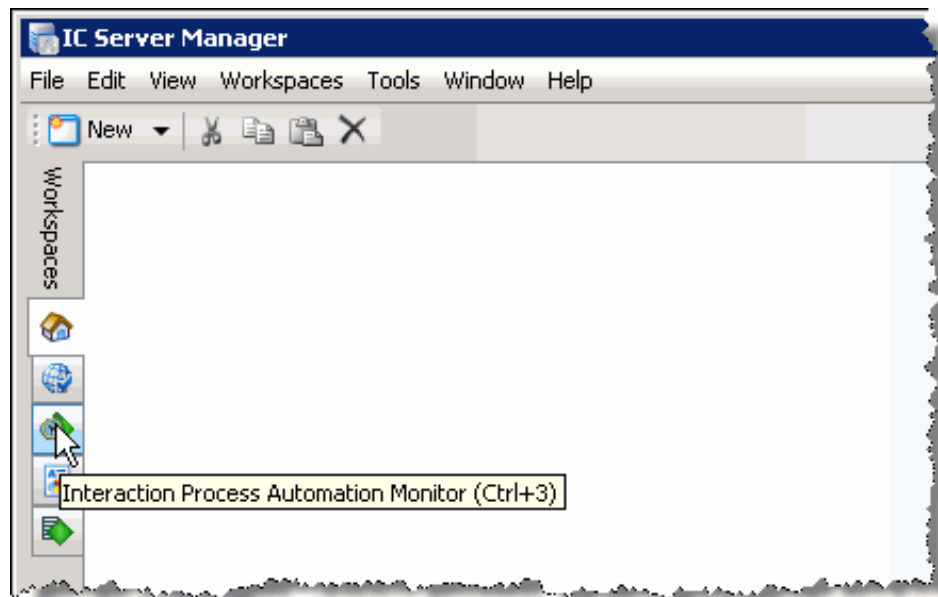 IC Server Manager
File Edit View Workspaces Tools Window Help
New
Workspaces
Interaction Process Automation Monitor (Ctrl+3)